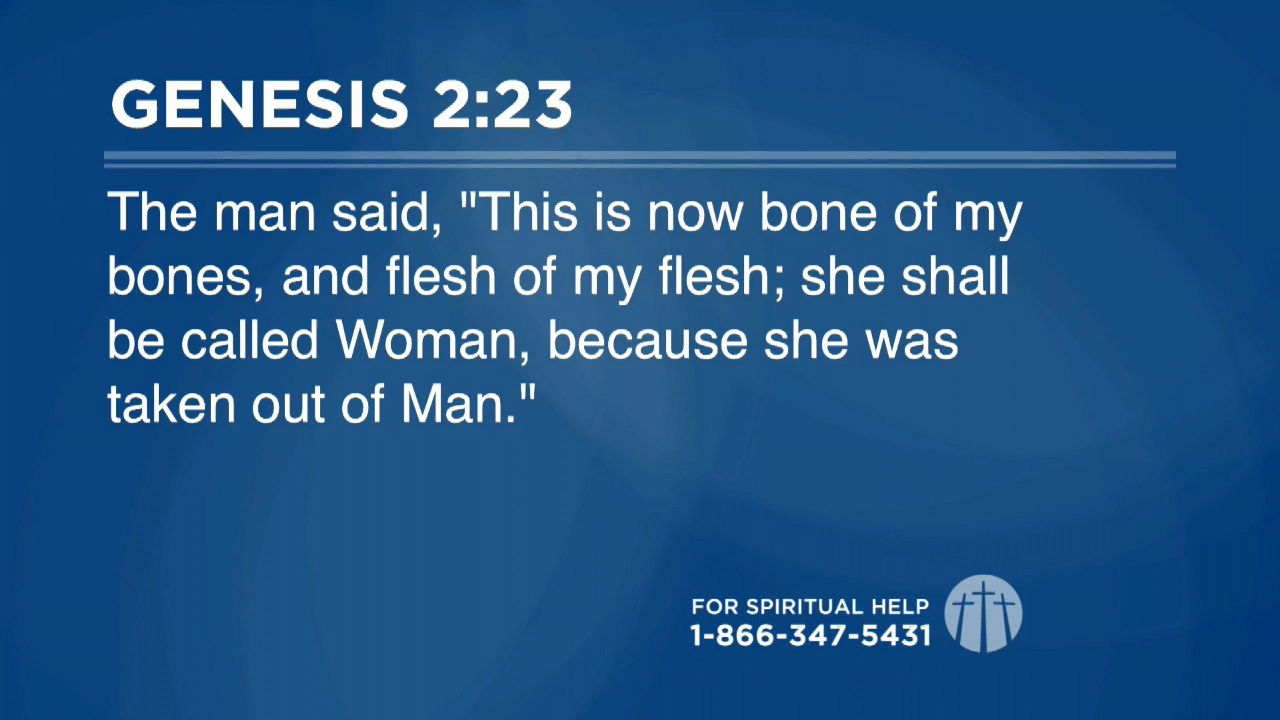 GENESIS 2:23
The man said, "This is now bone of my
bones, and flesh of my flesh; she shall
be called Woman, because she was
taken out of Man."
FOR SPIRITUAL HELP
1-866-347-5431